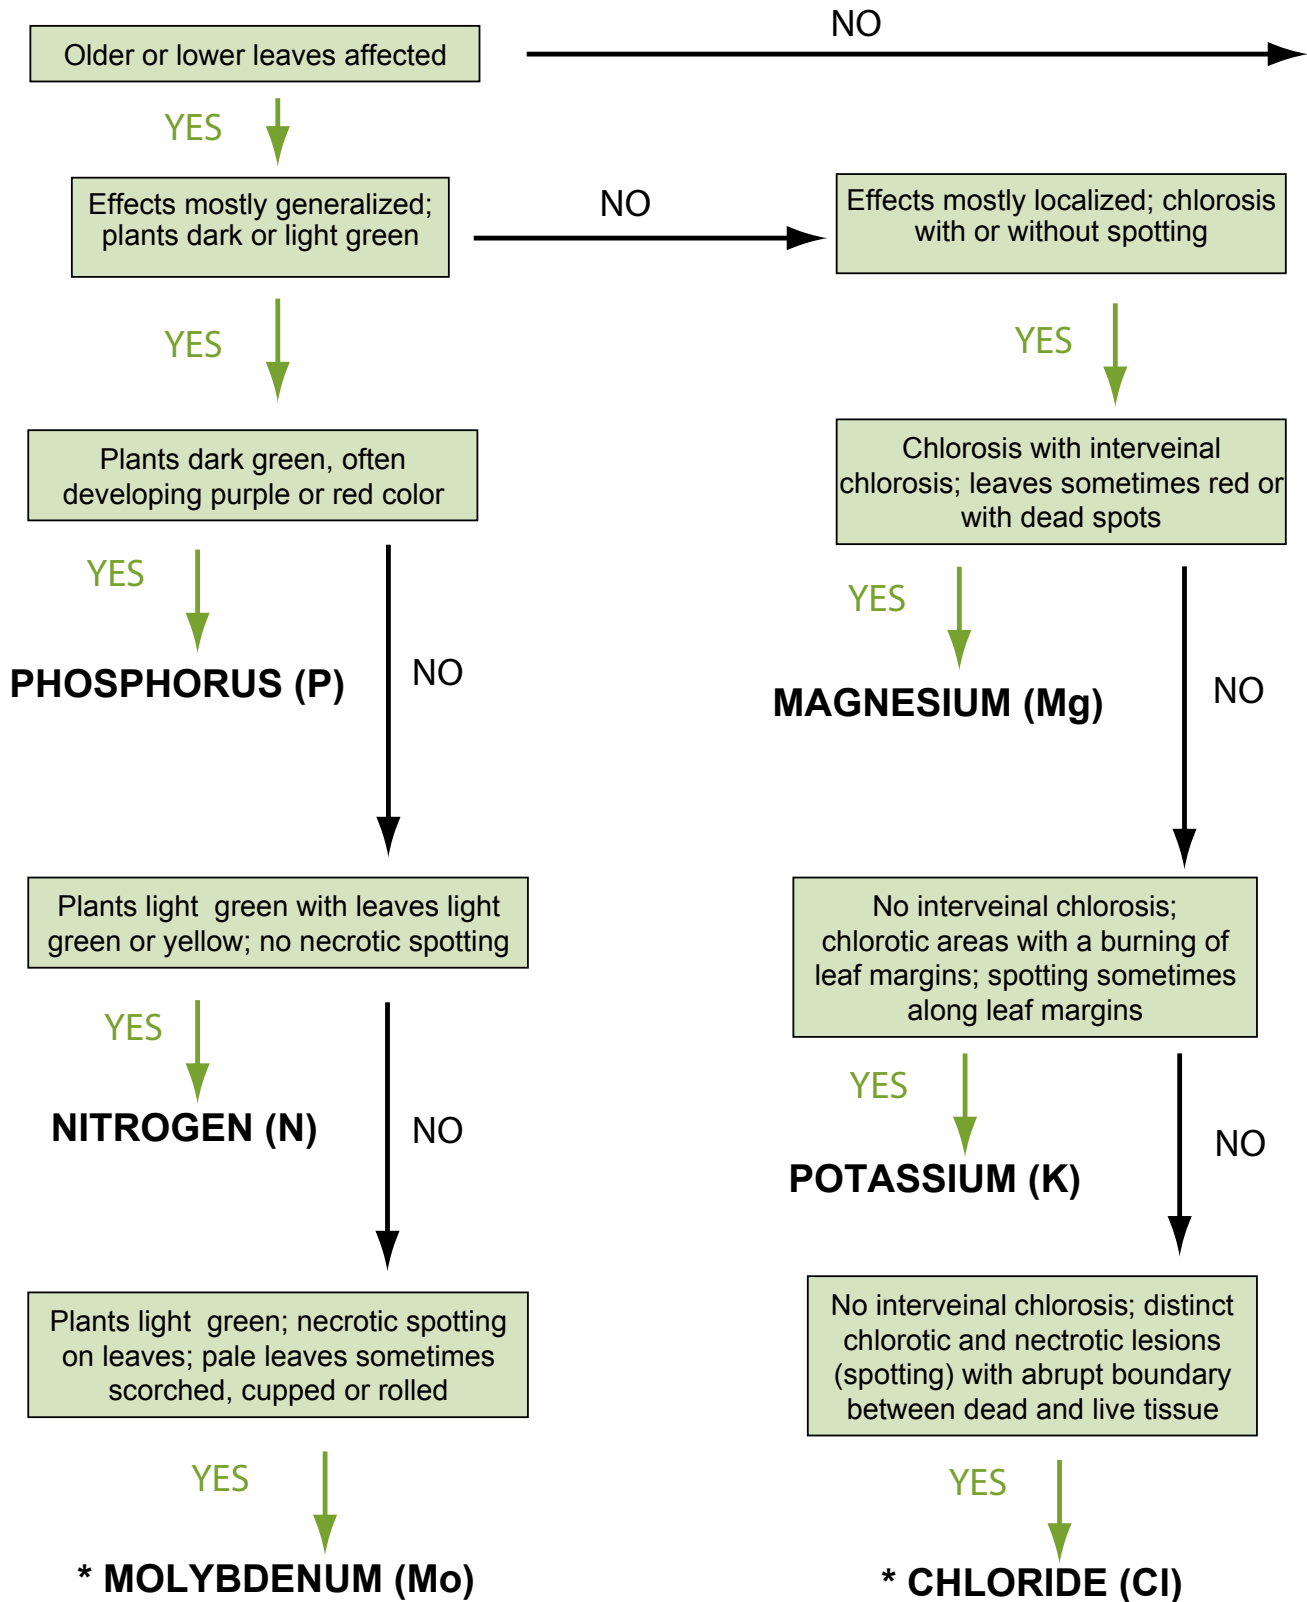 NO
Older or lower leaves affected
YES
Effects mostly generalized;
plants dark or light green
NO
Effects mostly localized; chlorosis
with or without spotting
YES
YES
Plants dark green, often
developing purple or red color
Chlorosis with interveinal
chlorosis; leaves sometimes red or
with dead spots
YES
YES
PHOSPHORUS (P)
NO
MAGNESIUM (Mg)
NO
Plants light green with leaves light
green or yellow; no necrotic spotting
No interveinal chlorosis;
chlorotic areas with a burning of
leaf margins; spotting sometimes
along leaf margins
YES
YES
NITROGEN (N)
NO
POTASSIUM (K)
NO
Plants light green; necrotic spotting
on leaves; pale leaves sometimes
scorched, cupped or rolled
No interveinal chlorosis; distinct
chlorotic and nectrotic lesions
(spotting) with abrupt boundary
between dead and live tissue
YES
YES
* MOLYBDENUM (Mo)
* CHLORIDE (Cl)